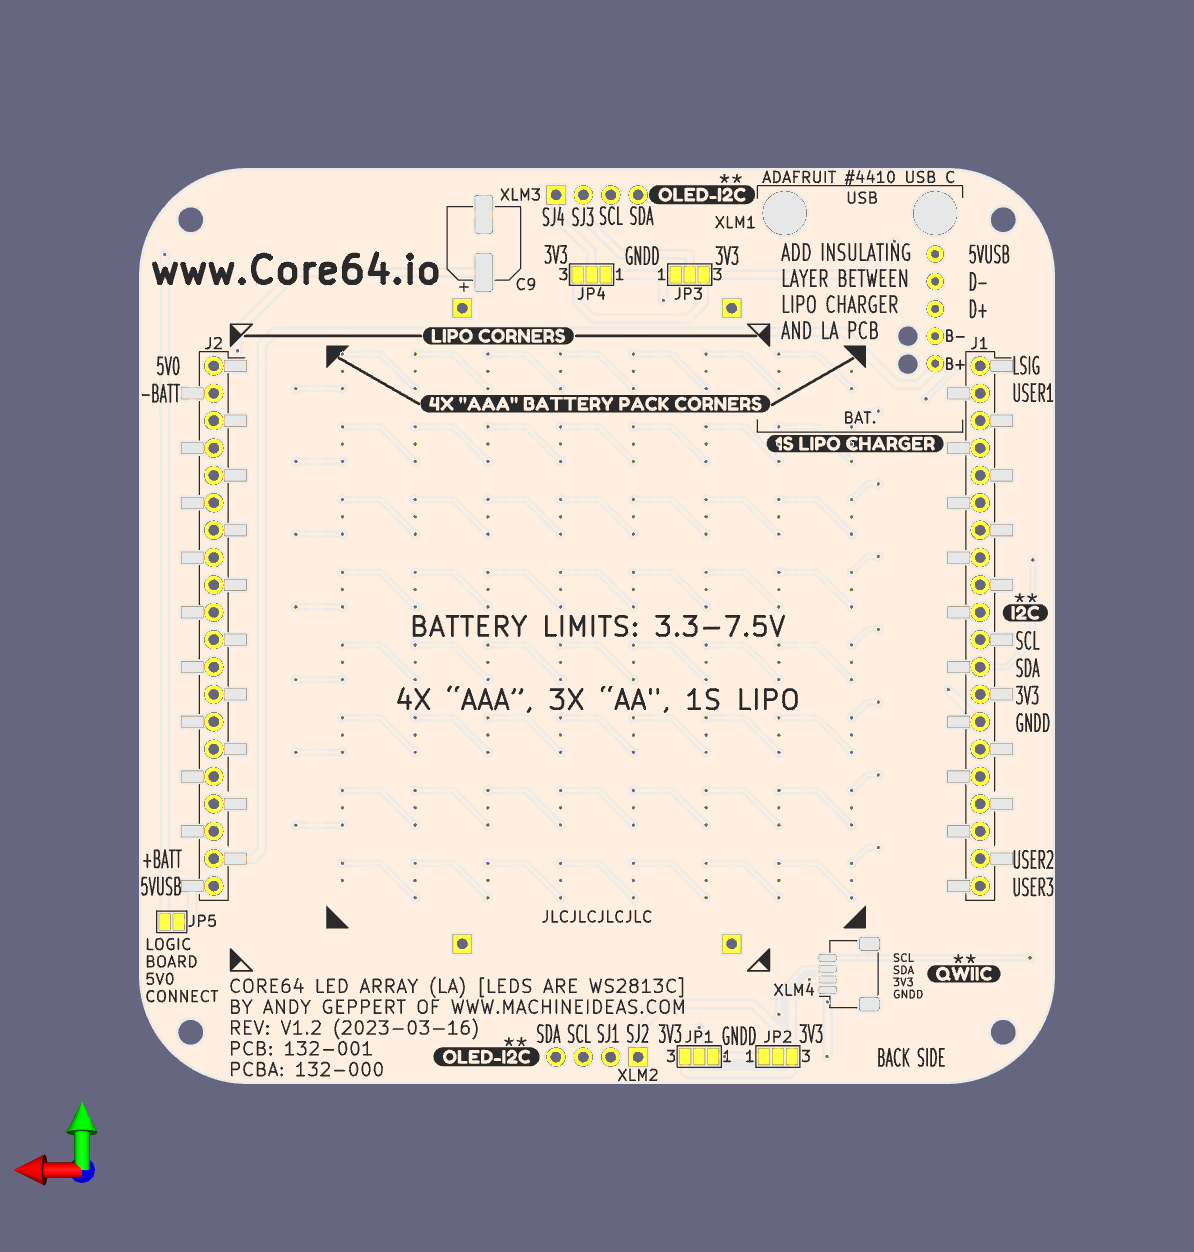 **
ADAFRUIT #4410 USB C
XLM3
OLED-I2C
USB
SJ4 SJ3 SCL SDA
XLM1
3V3
GNDD
3V3
3
1
1
3
JP4
JP3
+
C9
www.Core64.io
ADD INSULATING
LAYER BETWEEN
LIPO CHARGER
AND LA PCB
5VUSB
D-
D+
B-
B+
LIPO CORNERS
J2
J1
5V0
-BATT
LSIG
USER1
4X "AAA" BATTERY PACK CORNERS
BAT.
1S LIPO CHARGER
**
I2C
SCL
SDA
3V3
GNDD
BATTERY LIMITS: 3.3-7.5V
4X "AAA", 3X "AA", 1S LIPO
+BATT
5VUSB
USER2
USER3
JP5
LOGIC
BOARD
5V0
CONNECT
JLCJLCJLCJLC
SCL
SDA
3V3
GNDD
**
QWIIC
XLM4
CORE64 LED ARRAY (LA) [LEDS ARE WS2813C]
BY ANDY GEPPERT OF WWW.MACHINEIDEAS.COM
REV: V1.2 (2023-03-16)
PCB: 132-001
PCBA: 132-000
**
OLED-I2C
SDA SCL SJ1 SJ2
XLM2
3V3
JP1
GNDD
JP2
3V3
3
1
1
3
BACK SIDE